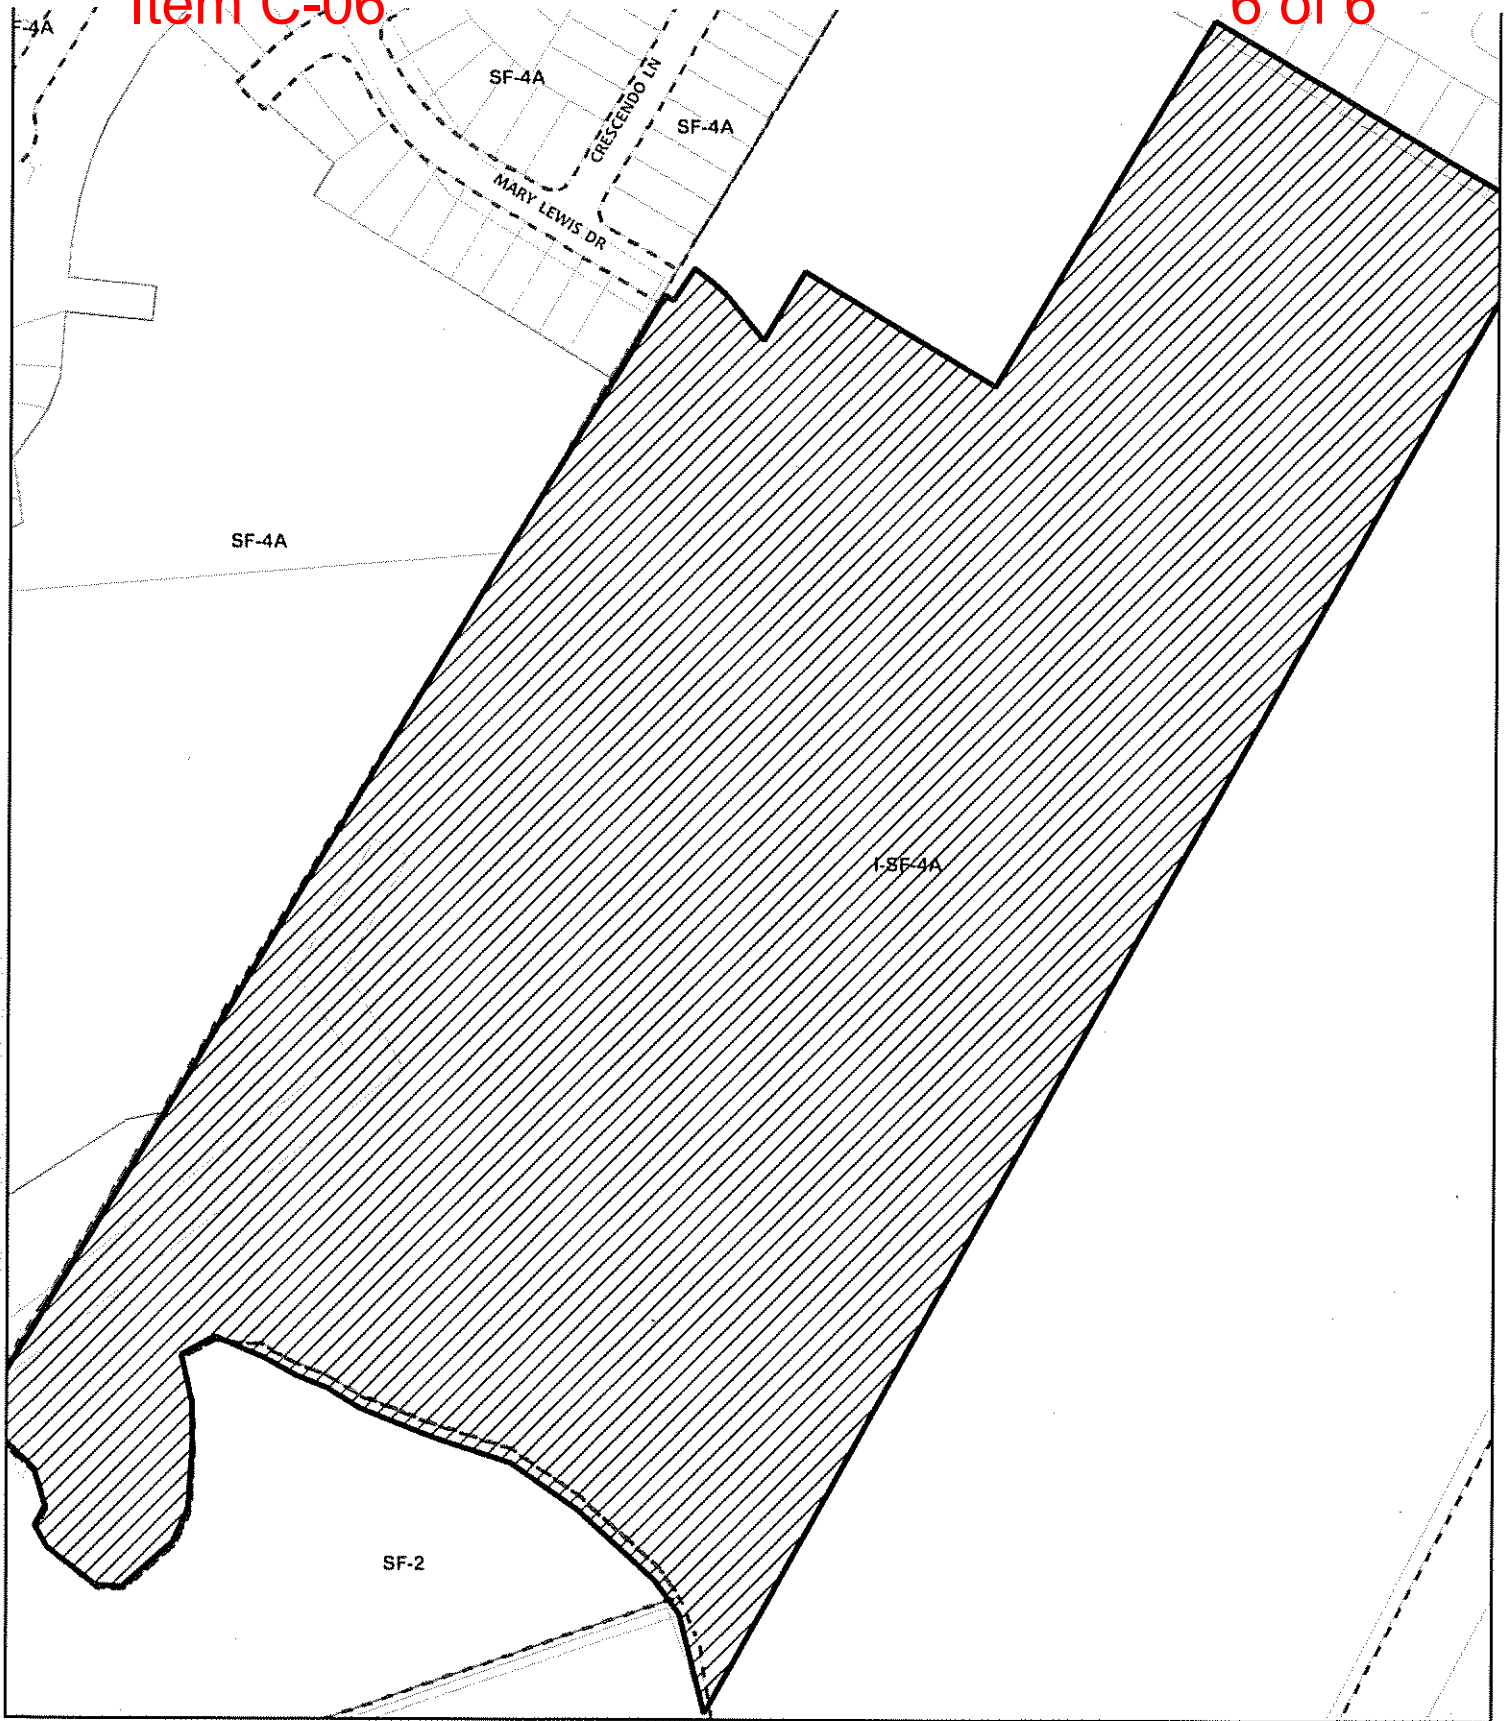 Item C-06
6 of 6
F-4A
SF-4A
CRESCENDO LN
SF-4A
MARY LEWIS DR
SF-4A
I-SF-4A
SF-2